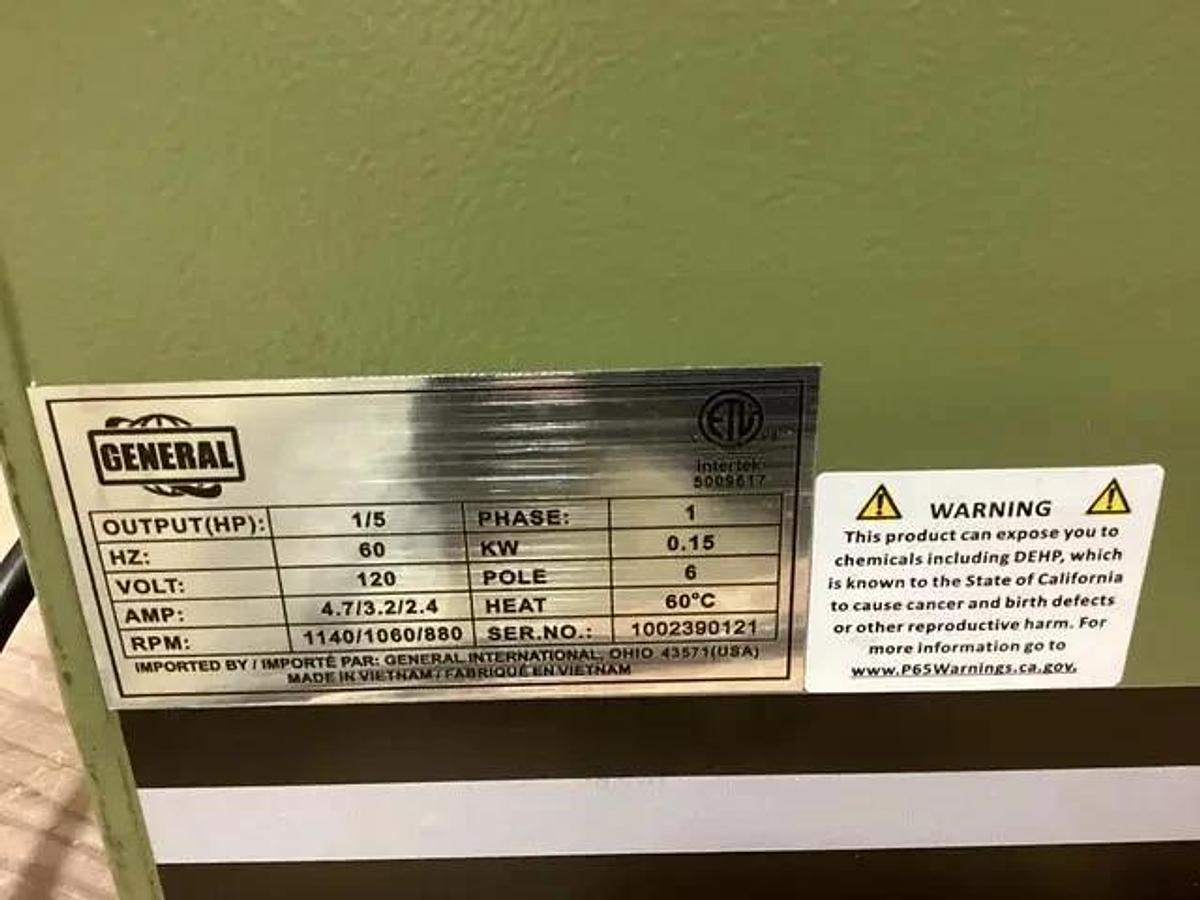 GENERAL
ETL
Intertek
5009617
OUTPUT(HP): 1/5 PHASE: 1
HZ: 60 KW 0.15
VOLT: 120 POLE 6
AMP: 4.7/3.2/2.4 HEAT 60°C
RPM: 1140/1060/880 SER.NO.: 1002390121
IMPORTED BY / IMPORTÉ PAR: GENERAL INTERNATIONAL, OHIO 43571(USA)
MADE IN VIETNAM / FABRIQUÉ EN VIETNAM
WARNING
This product can expose you to
chemicals including DEHP, which
is known to the State of California
to cause cancer and birth defects
or other reproductive harm. For
more information go to
www.P65Warnings.ca.gov.